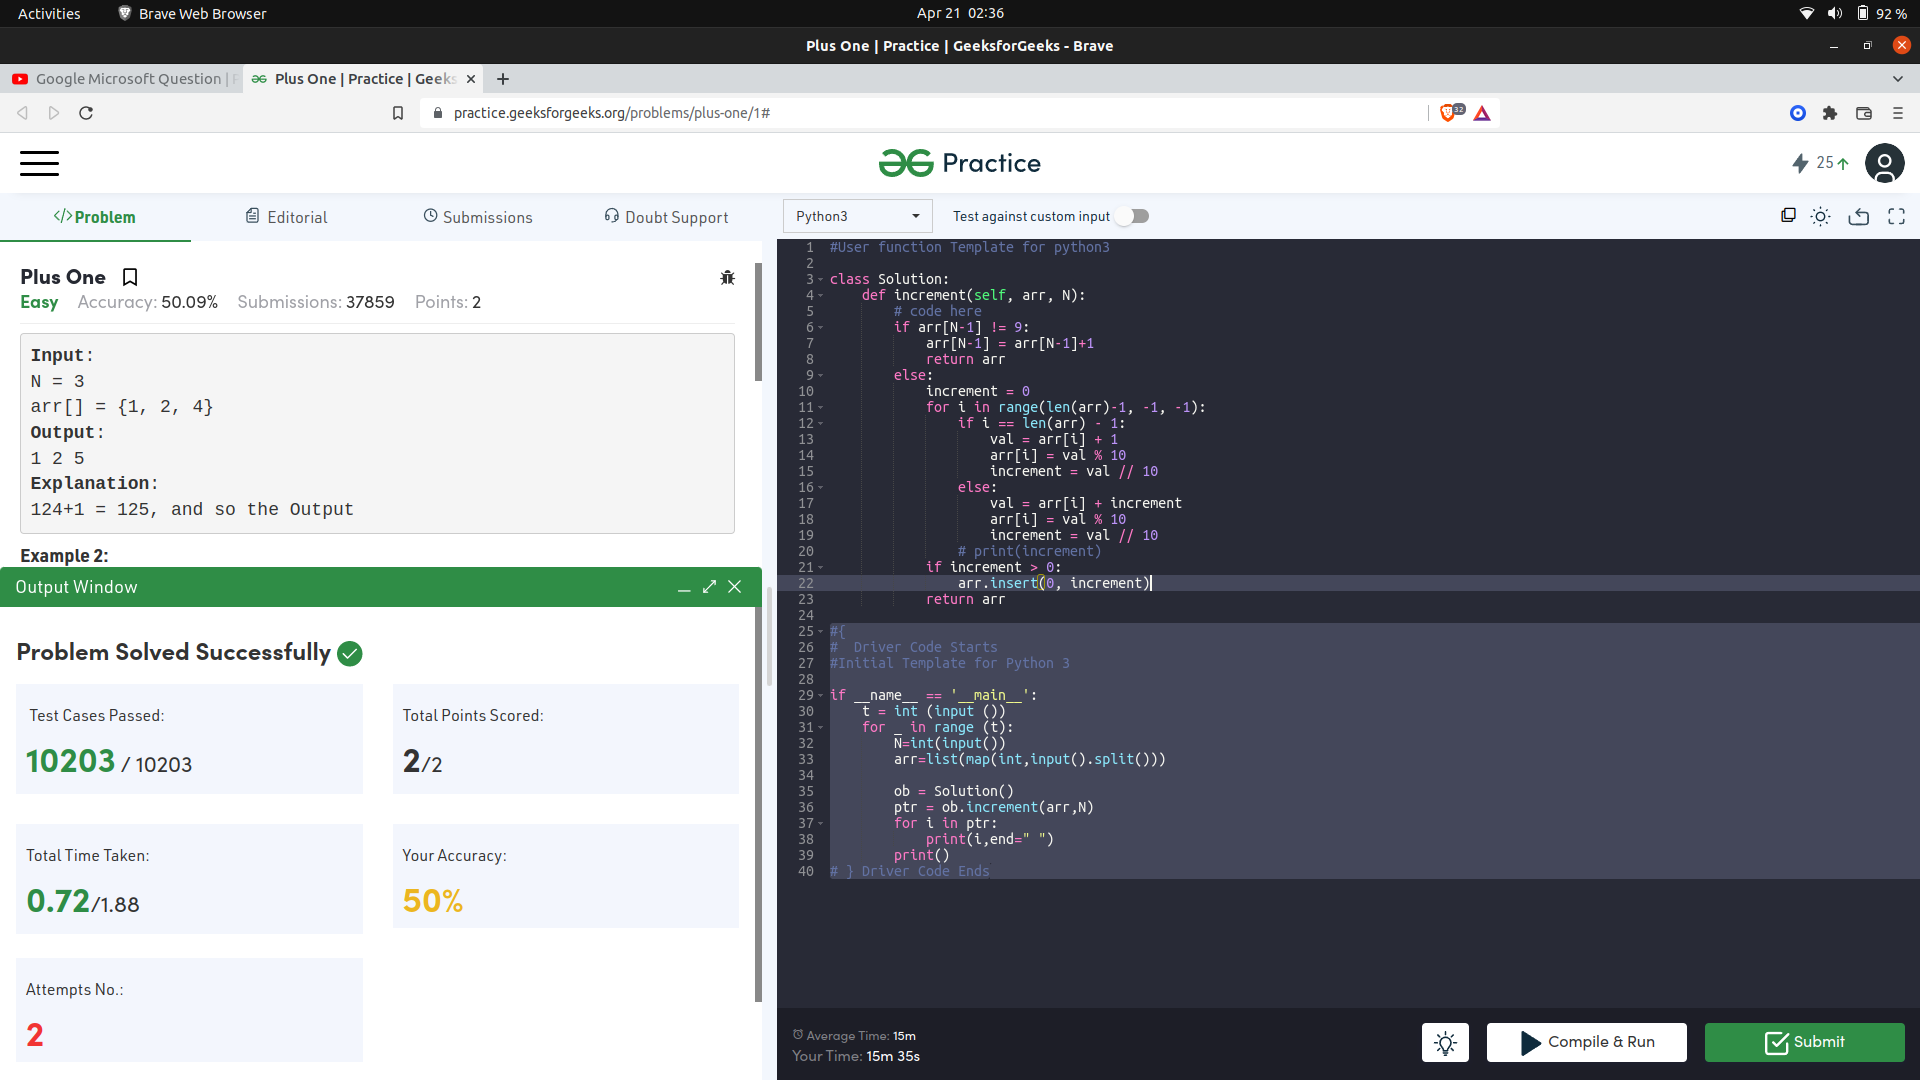 Activities
Brave Web Browser
Apr 21 02:36
92 %
Plus One | Practice | GeeksforGeeks - Brave
Google Microsoft Question |
Plus One | Practice | Geeks
practice.geeksforgeeks.org/problems/plus-one/1#
32
Practice
25
</>Problem
Editorial
Submissions
Doubt Support
Python3
Test against custom input
Plus One
Easy Accuracy: 50.09% Submissions: 37859 Points: 2
Input:
N = 3
arr[] = {1, 2, 4}
Output:
1 2 5
Explanation:
124+1 = 125, and so the Output
Example 2:
Output Window
Problem Solved Successfully
Test Cases Passed:
10203 / 10203
Total Points Scored:
2/2
Total Time Taken:
0.72/1.88
Your Accuracy:
50%
Attempts No.:
2
1 #User function Template for python3
2
3 class Solution:
4     def increment(self, arr, N):
5         # code here
6         if arr[N-1] != 9:
7             arr[N-1] = arr[N-1]+1
8             return arr
9         else:
10             increment = 0
11             for i in range(len(arr)-1, -1, -1):
12                 if i == len(arr) - 1:
13                     val = arr[i] + 1
14                     arr[i] = val % 10
15                     increment = val // 10
16                 else:
17                     val = arr[i] + increment
18                     arr[i] = val % 10
19                     increment = val // 10
20                 # print(increment)
21             if increment > 0:
22                 arr.insert(0, increment)
23             return arr
24
25 #{
26 #  Driver Code Starts
27 #Initial Template for Python 3
28
29 if __name__ == '__main__':
30     t = int (input ())
31     for _ in range (t):
32         N=int(input())
33         arr=list(map(int,input().split()))
34
35         ob = Solution()
36         ptr = ob.increment(arr,N)
37         for i in ptr:
38             print(i,end=" ")
39         print()
40 # } Driver Code Ends
Average Time: 15m
Your Time: 15m 35s
Compile & Run
Submit